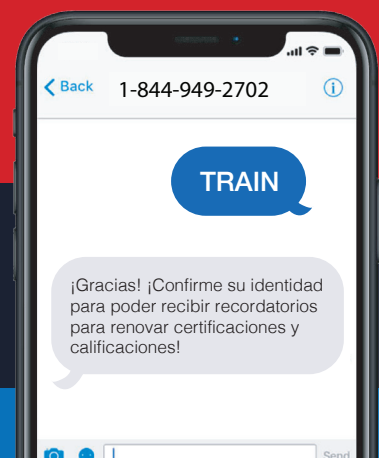 Back
1-844-949-2702
TRAIN
¡Gracias! ¡Confirme su identidad
para poder recibir recordatorios
para renovar certificaciones y
calificaciones!
Send